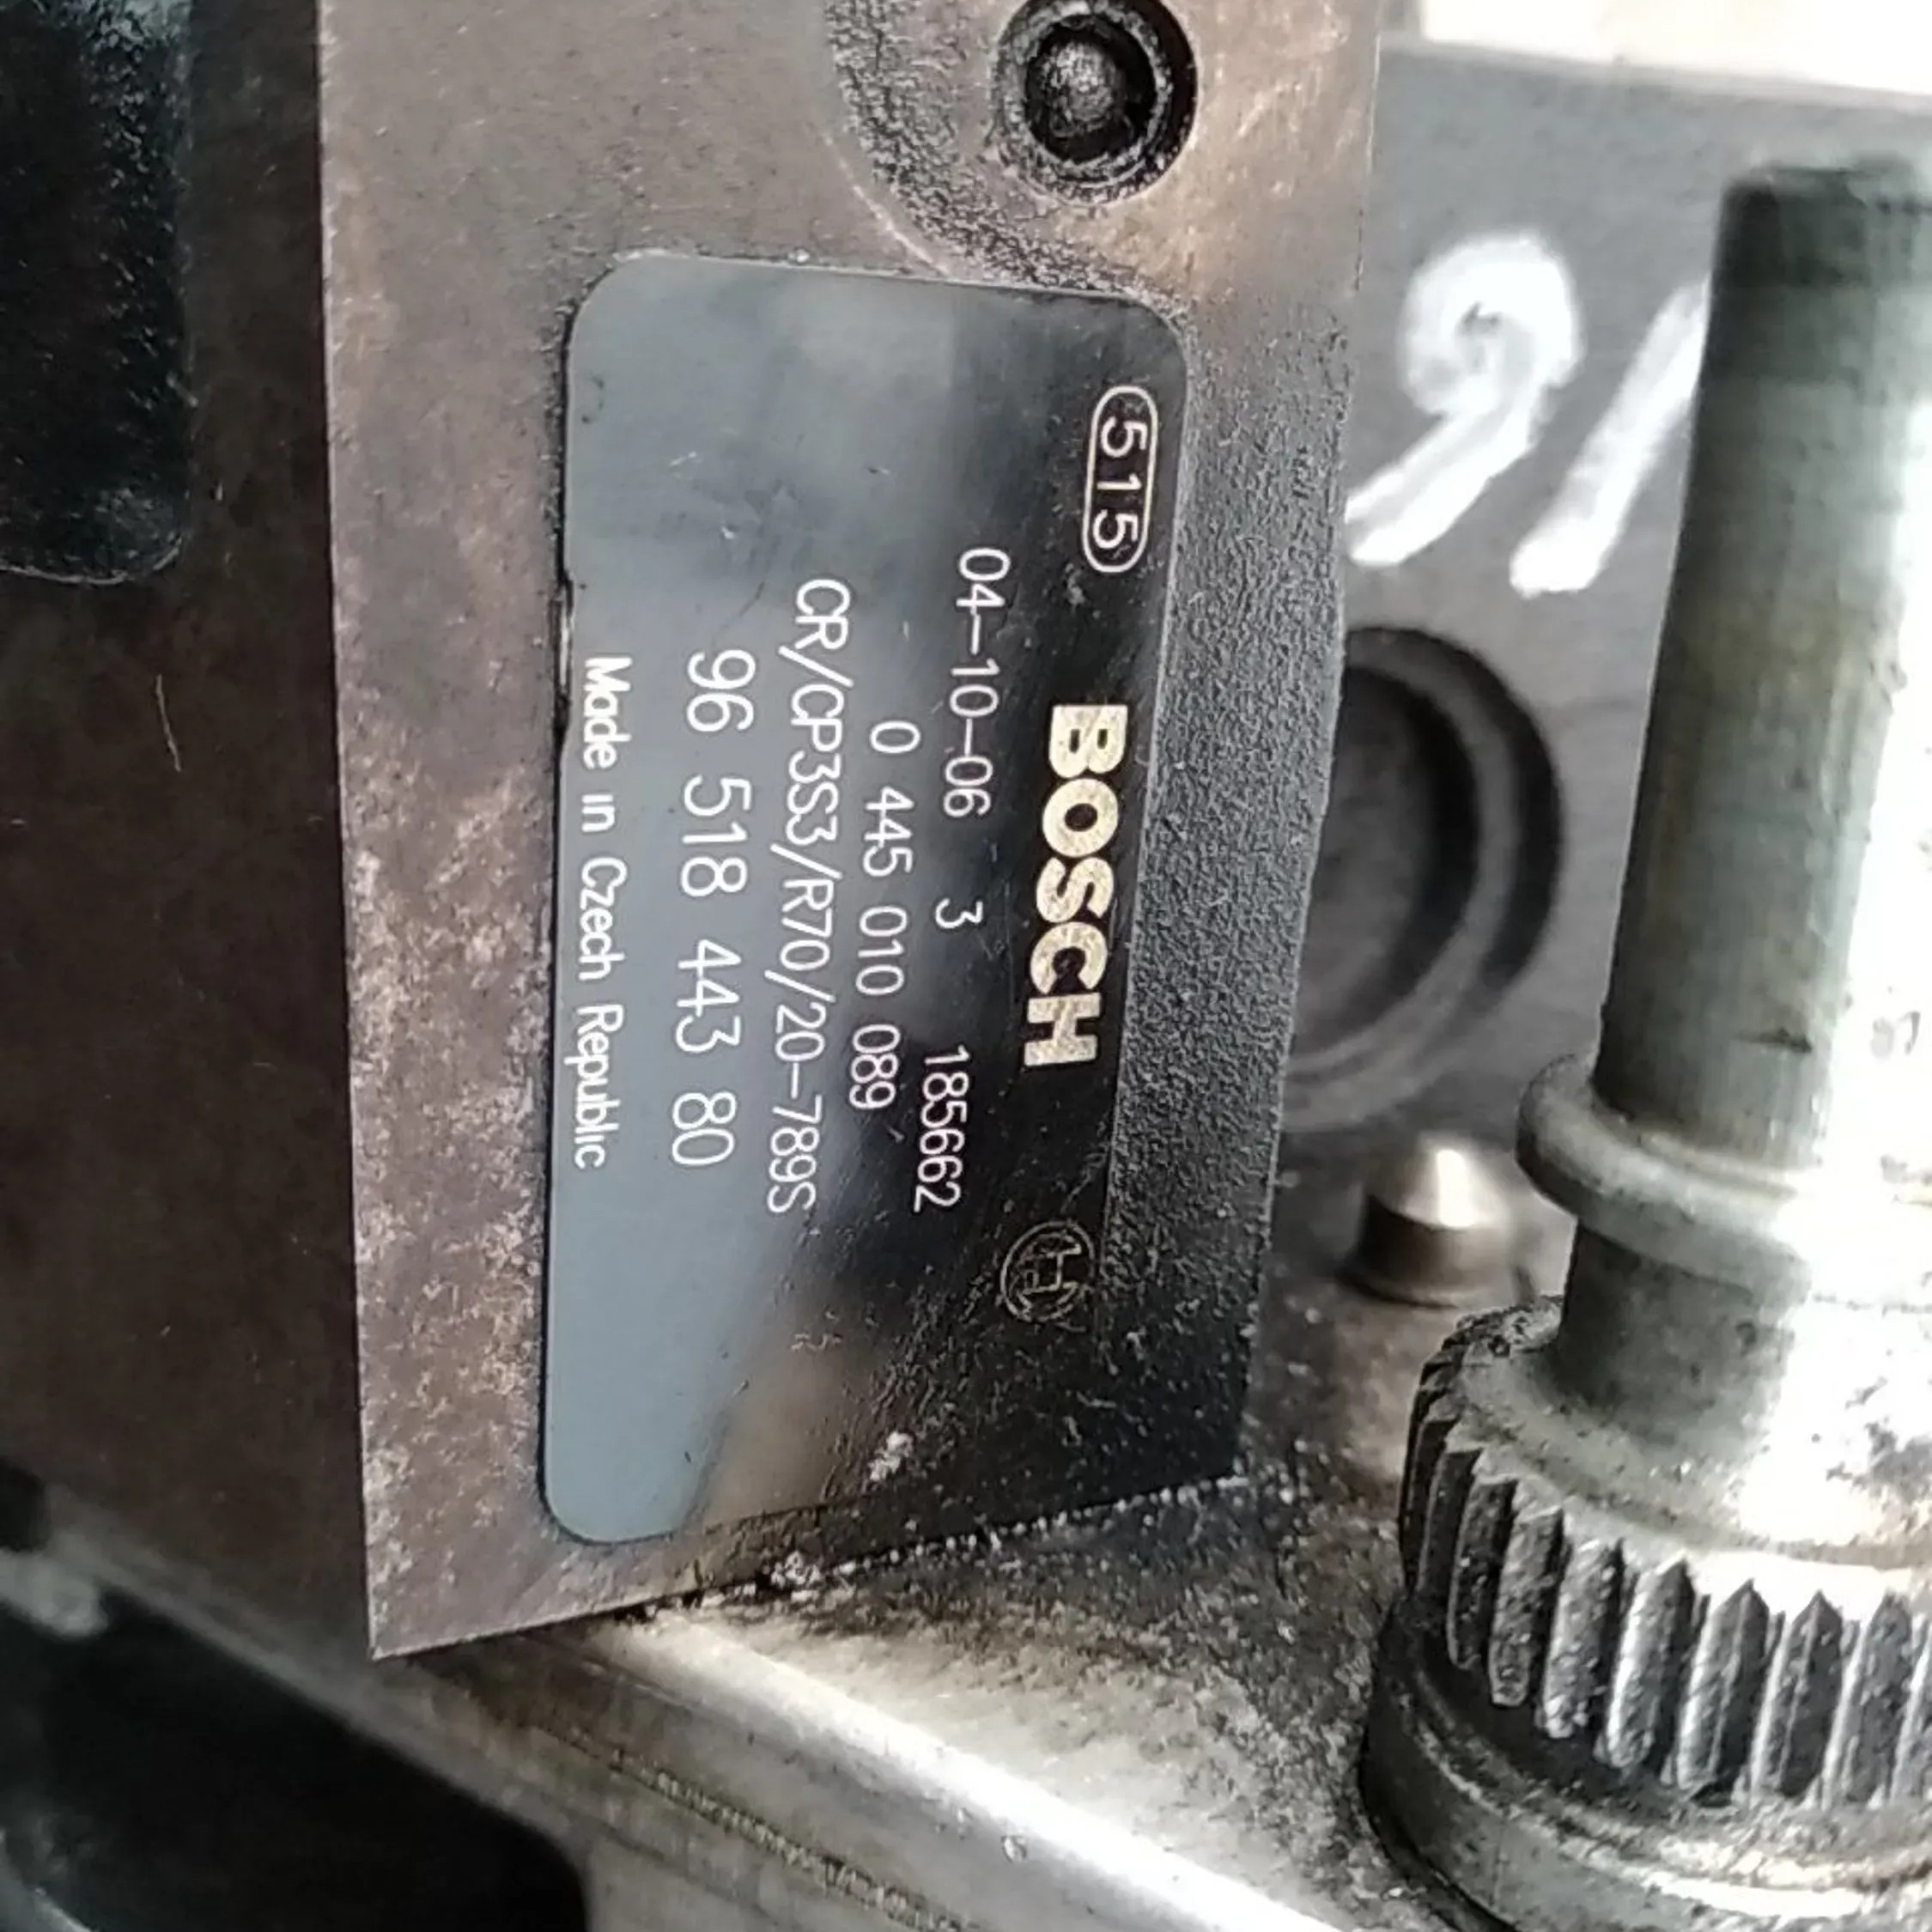 515 BOSCH
04-10-06 3 185662
0 445 010 089
CR/CP3S3/R70/20-789S
96 518 443 80
Made in Czech Republic
91